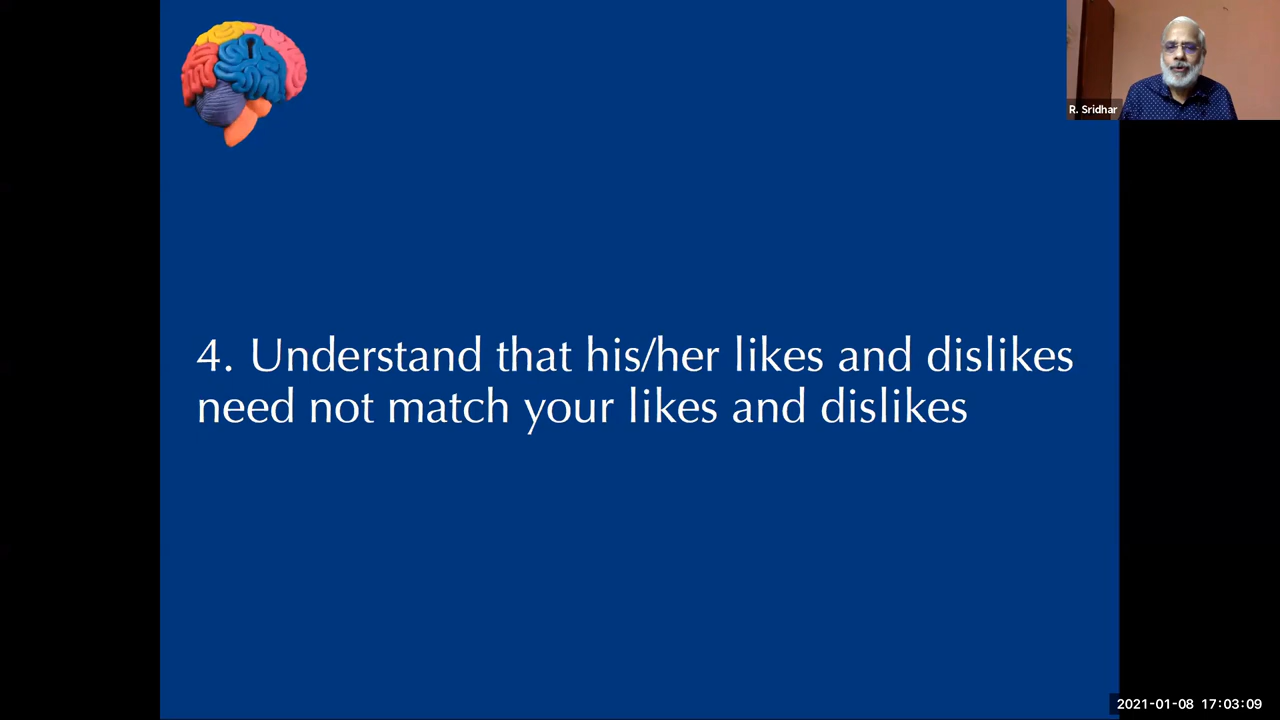 R. Sridhar
4. Understand that his/her likes and dislikes
need not match your likes and dislikes
2021-01-08 17:03:09